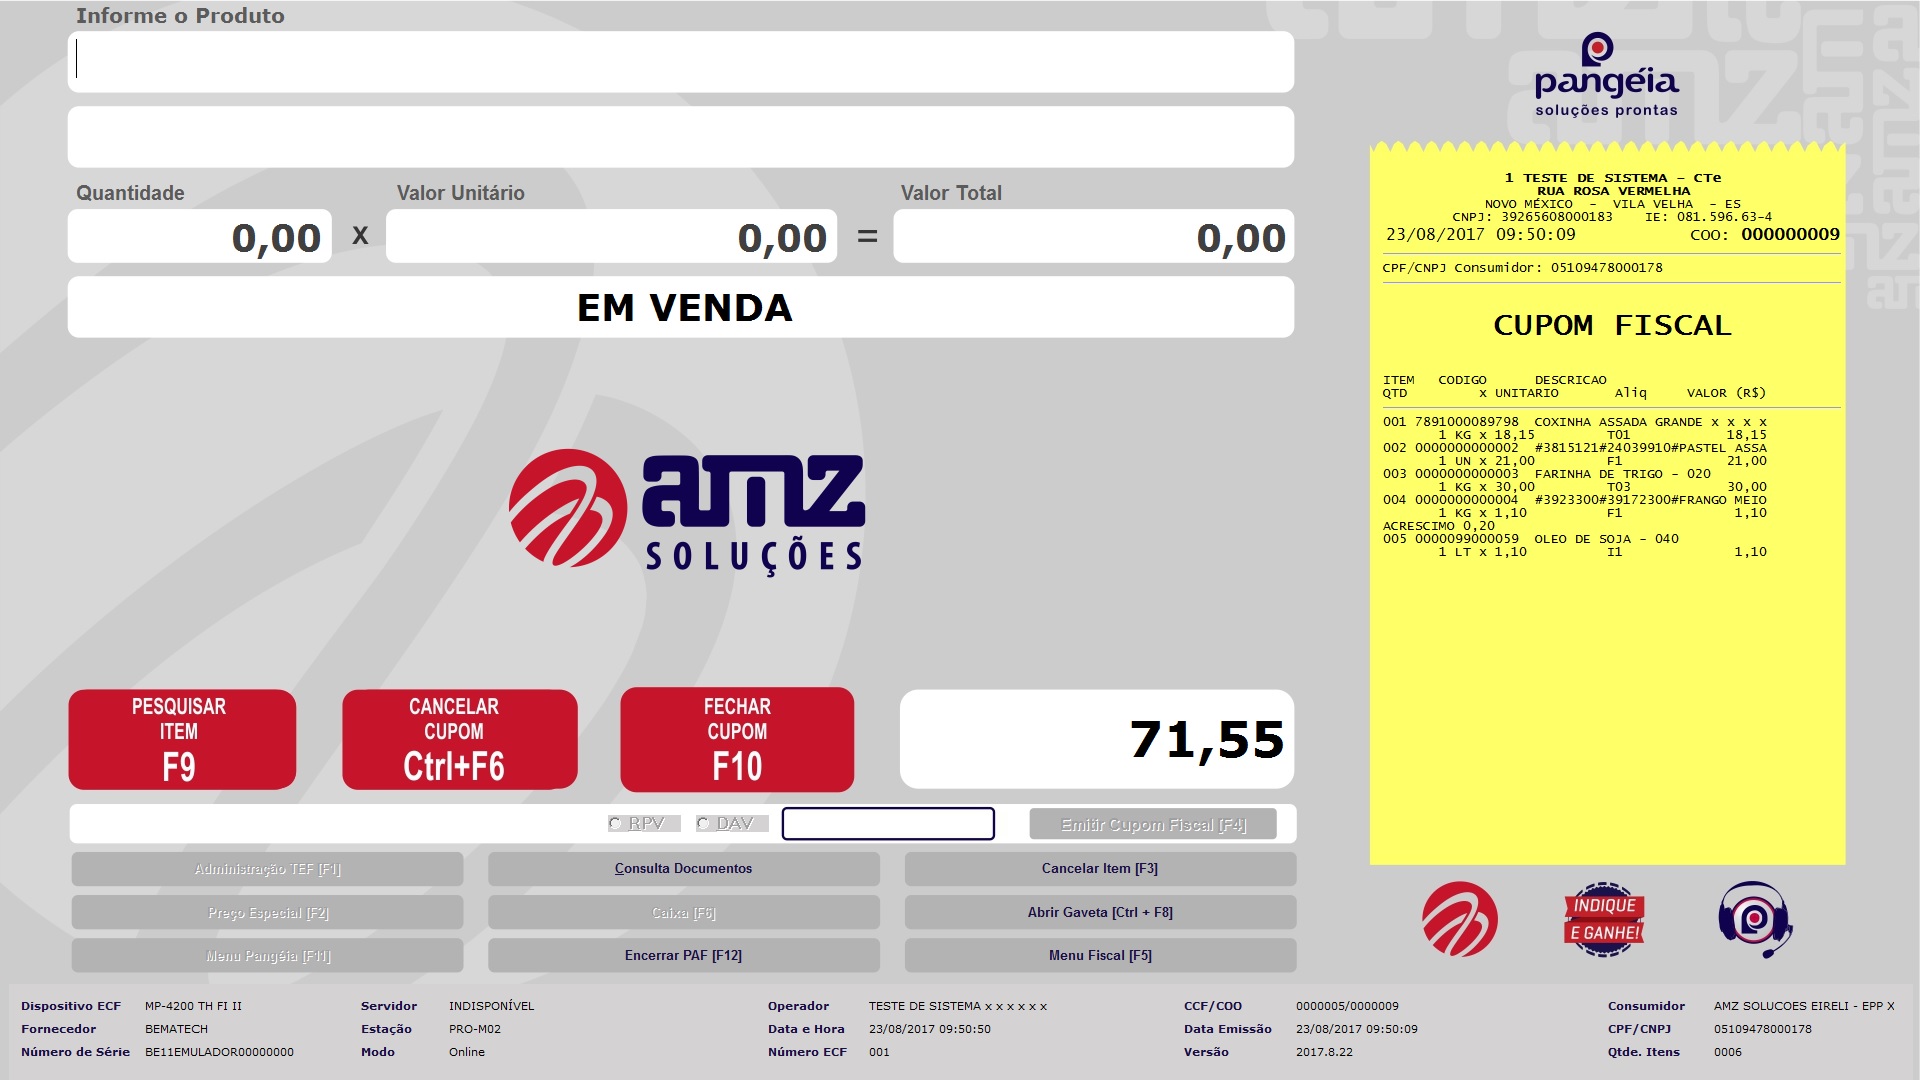 Informe o Produto
Quantidade
Valor Unitário
Valor Total
0,00 x 0,00 = 0,00
EM VENDA
amz
SOLUÇÕES
PESQUISAR
ITEM
F9
CANCELAR
CUPOM
Ctrl+F6
FECHAR
CUPOM
F10
71,55
RPV DAV Emitir Cupom Fiscal [F4]
Administração TEF [F1] Consulta Documentos Cancelar Item [F3]
Preço Especial [F2] Caixa [F6] Abrir Gaveta [Ctrl + F8]
Menu Pangéia [F11] Encerrar PAF [F12] Menu Fiscal [F5]
pangéia
soluções prontas
1 TESTE DE SISTEMA - CTe
RUA ROSA VERMELHA
NOVO MÉXICO - VILA VELHA - ES
CNPJ: 39265608000183 IE: 081.596.63-4
23/08/2017 09:50:09 COO: 000000009
CPF/CNPJ Consumidor: 05109478000178
CUPOM FISCAL
ITEM CODIGO DESCRICAO
QTD x UNITARIO Aliq VALOR (R$)
001 7891000089798 COXINHA ASSADA GRANDE x x x x
1 KG x 18,15 T01 18,15
002 0000000000002 #3815121#24039910#PASTEL ASSA
1 UN x 21,00 F1 21,00
003 0000000000003 FARINHA DE TRIGO - 020
1 KG x 30,00 T03 30,00
004 0000000000004 #3923300#39172300#FRANGO MEIO
1 KG x 1,10 F1 1,10
ACRESCIMO 0,20
005 0000099000059 OLEO DE SOJA - 040
1 LT x 1,10 I1 1,10
INDIQUE
E GANHE!
Dispositivo ECF MP-4200 TH FI II Servidor INDISPONÍVEL Operador TESTE DE SISTEMA x x x x x x CCF/COO 0000005/0000009 Consumidor AMZ SOLUCOES EIRELI - EPP X
Fornecedor BEMATECH Estação PRO-M02 Data e Hora 23/08/2017 09:50:50 Data Emissão 23/08/2017 09:50:09 CPF/CNPJ 05109478000178
Número de Série BE11EMULADOR00000000 Modo Online Número ECF 001 Versão 2017.8.22 Qtde. Itens 0006